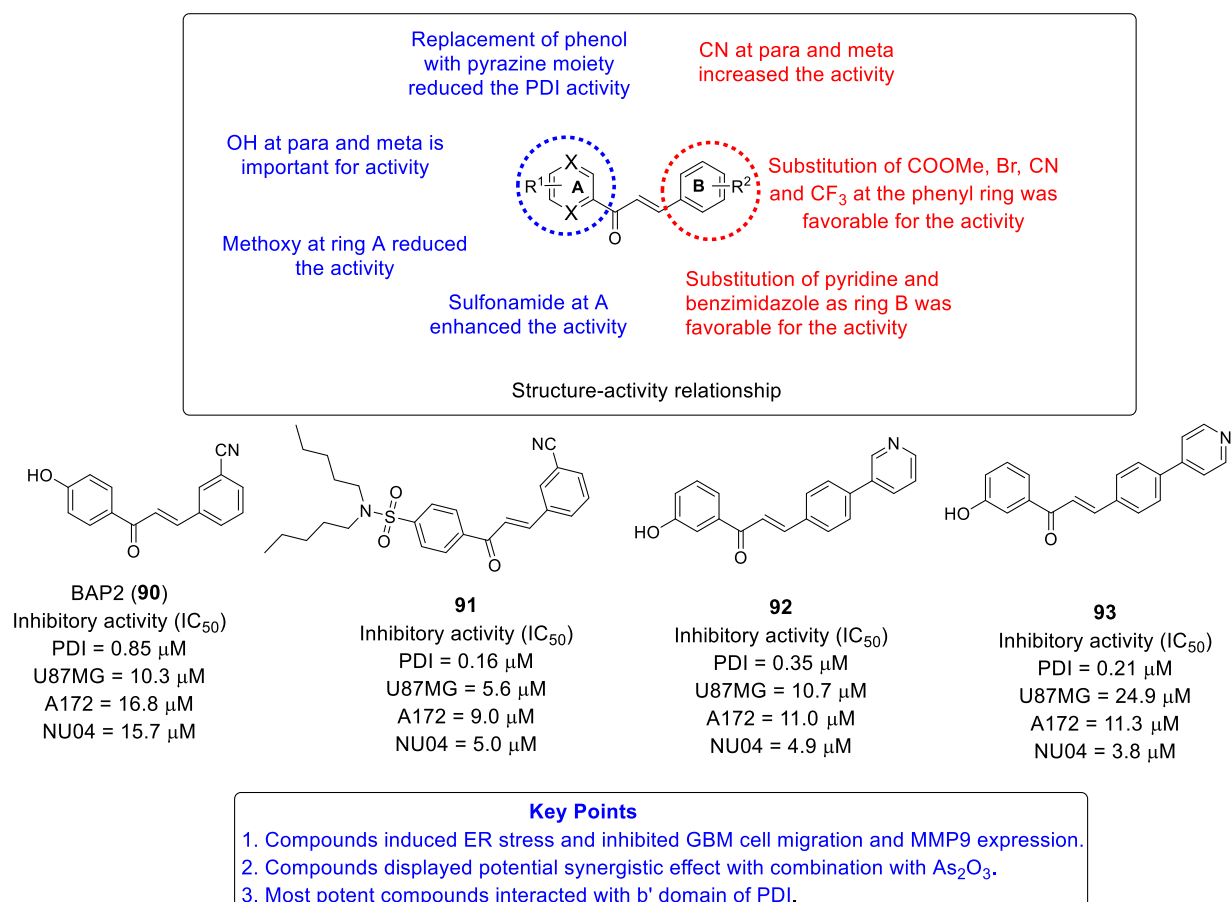 Replacement of phenol
with pyrazine moiety
reduced the PDI activity
CN at para and meta
increased the activity
OH at para and meta is
important for activity
X
R¹
A
X
O
B
R²
Substitution of COOMe, Br, CN
and CF₃ at the phenyl ring was
favorable for the activity
Methoxy at ring A reduced
the activity
Sulfonamide at A
enhanced the activity
Substitution of pyridine and
benzimidazole as ring B was
favorable for the activity
Structure-activity relationship
HO
O
CN
BAP2 (90)
Inhibitory activity (IC₅₀)
PDI = 0.85 μM
U87MG = 10.3 μM
A172 = 16.8 μM
NU04 = 15.7 μM
N
O
S
O
O
NC
91
Inhibitory activity (IC₅₀)
PDI = 0.16 μM
U87MG = 5.6 μM
A172 = 9.0 μM
NU04 = 5.0 μM
HO
O
N
92
Inhibitory activity (IC₅₀)
PDI = 0.35 μM
U87MG = 10.7 μM
A172 = 11.0 μM
NU04 = 4.9 μM
HO
O
N
93
Inhibitory activity (IC₅₀)
PDI = 0.21 μM
U87MG = 24.9 μM
A172 = 11.3 μM
NU04 = 3.8 μM
Key Points
1. Compounds induced ER stress and inhibited GBM cell migration and MMP9 expression.
2. Compounds displayed potential synergistic effect with combination with As₂O₃.
3. Most potent compounds interacted with b' domain of PDI.